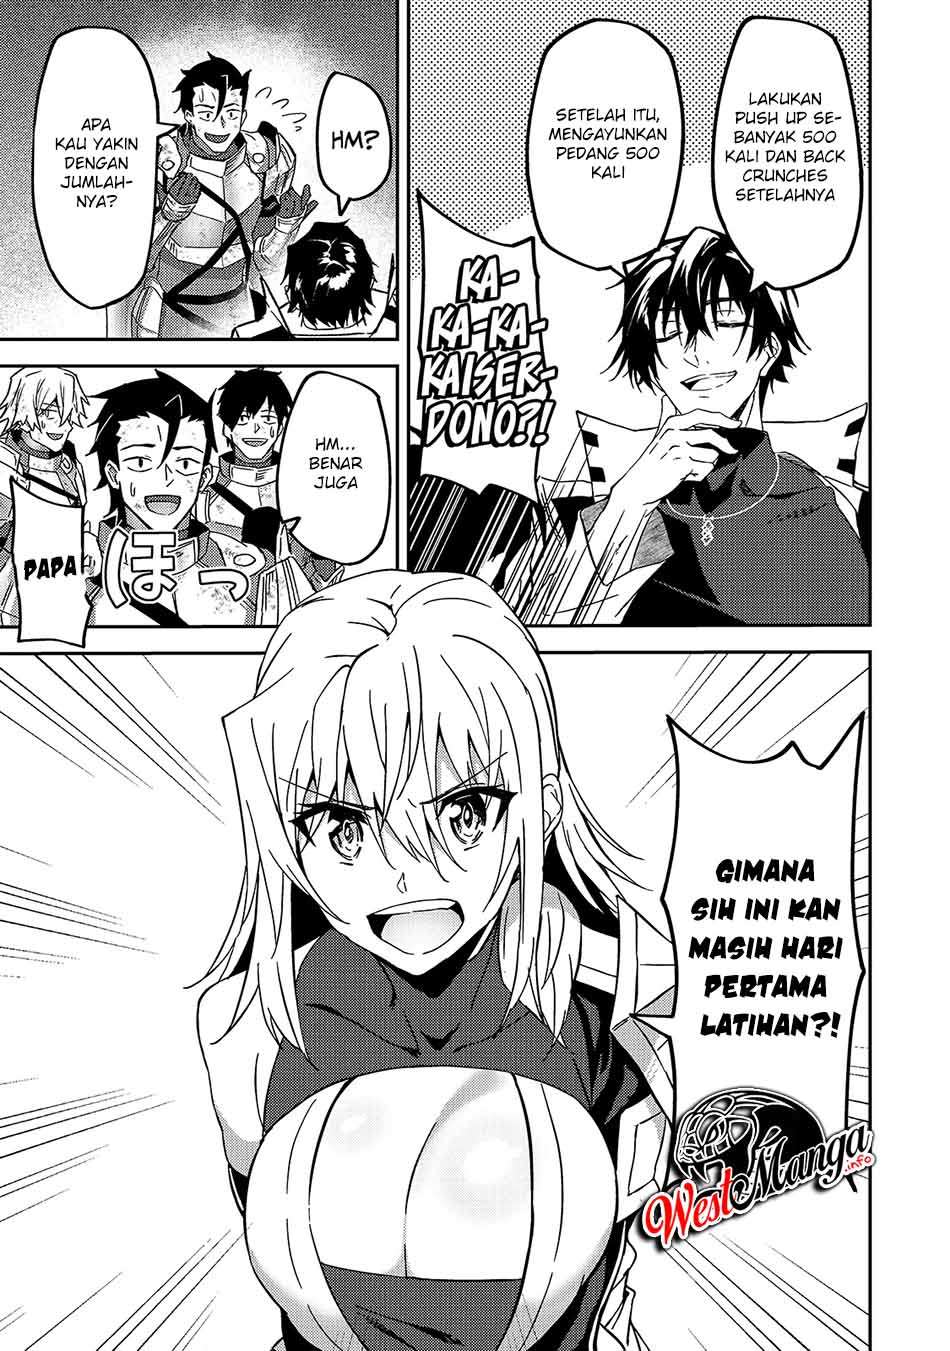 LAKUKAN
PUSH UP SE-
BANYAK 500
KALI DAN BACK
CRUNCHES
SETELAHNYA
SETELAH ITU,
MENGAYUNKAN
PEDANG 500
KALI
KA-
KA-KA-
KAISER-
DONO?!
HM?
APA
KAU YAKIN
DENGAN
JUMLAH-
NYA?
HM...
BENAR
JUGA
ほっ
PAPA
GIMANA
SIH INI KAN
MASIH HARI
PERTAMA
LATIHAN?!
WestManga
.info